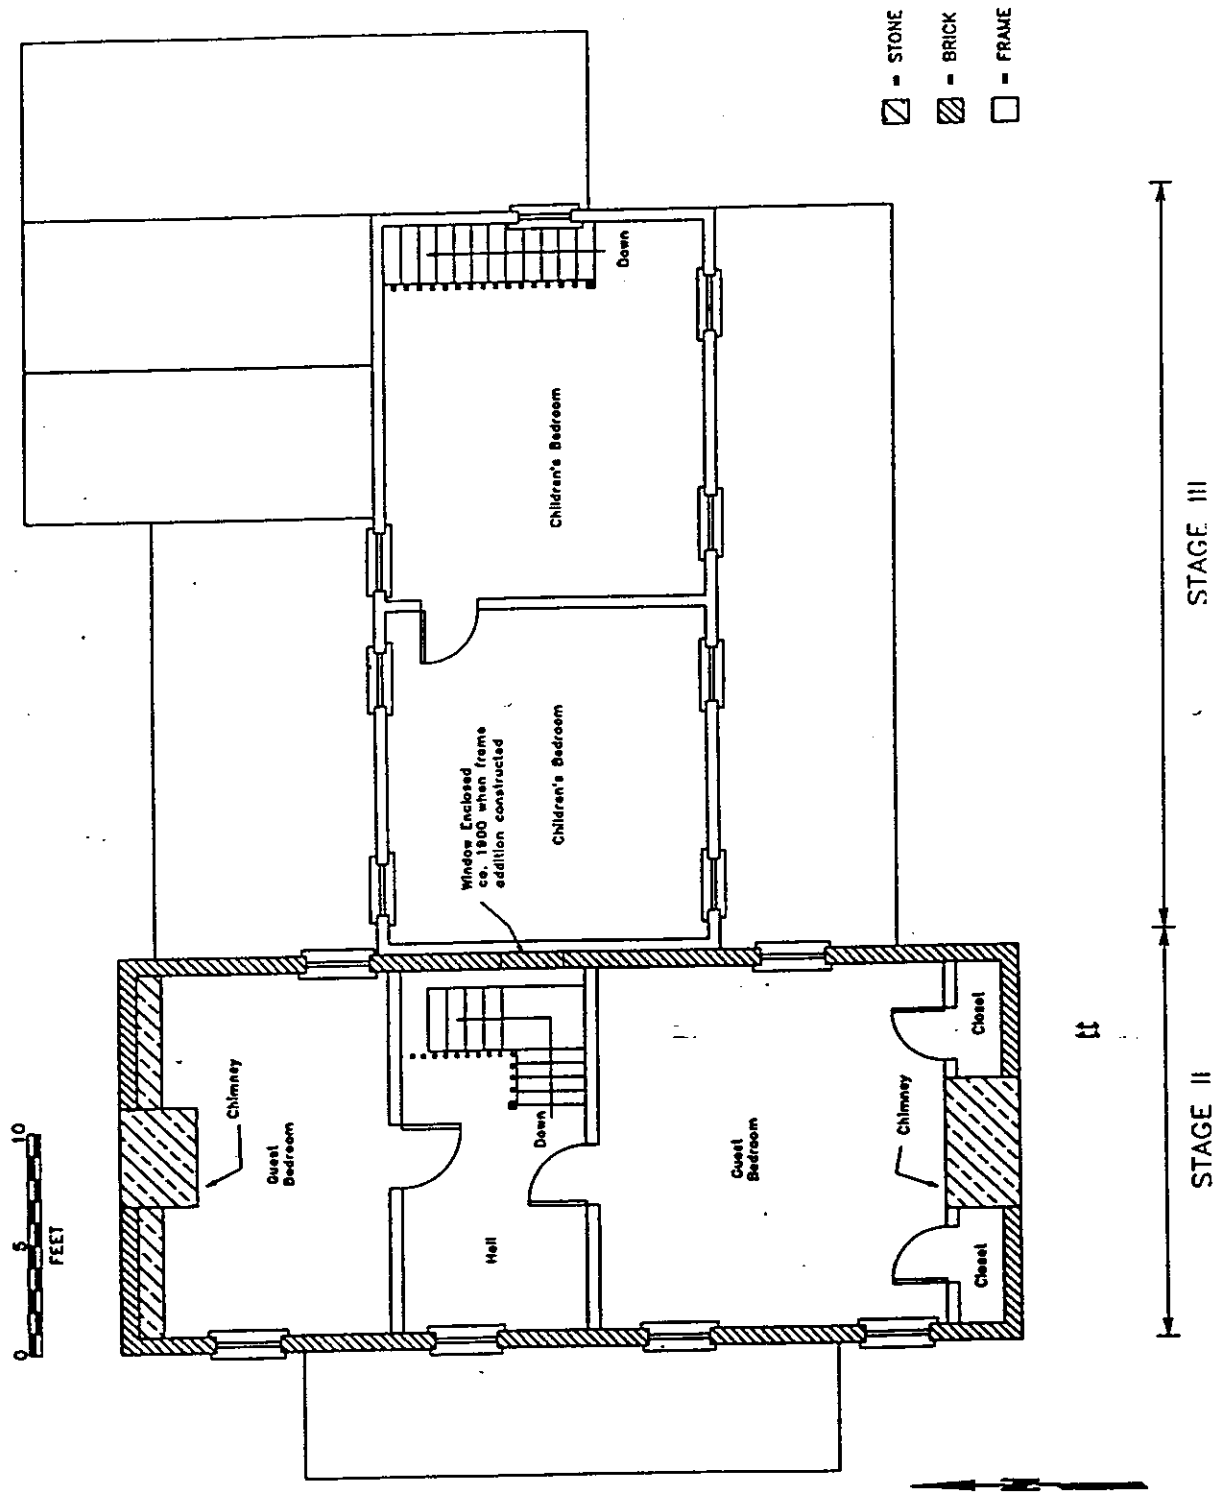 0 5 10
FEET
Chimney
Guest
Bedroom
Hall
Down
Guest
Bedroom
Chimney
Closet
Closet
Window Enclosed
ca. 1900 when frame
addition constructed
Children's Bedroom
Children's Bedroom
Down
= STONE
= BRICK
= FRAME
STAGE II
STAGE III